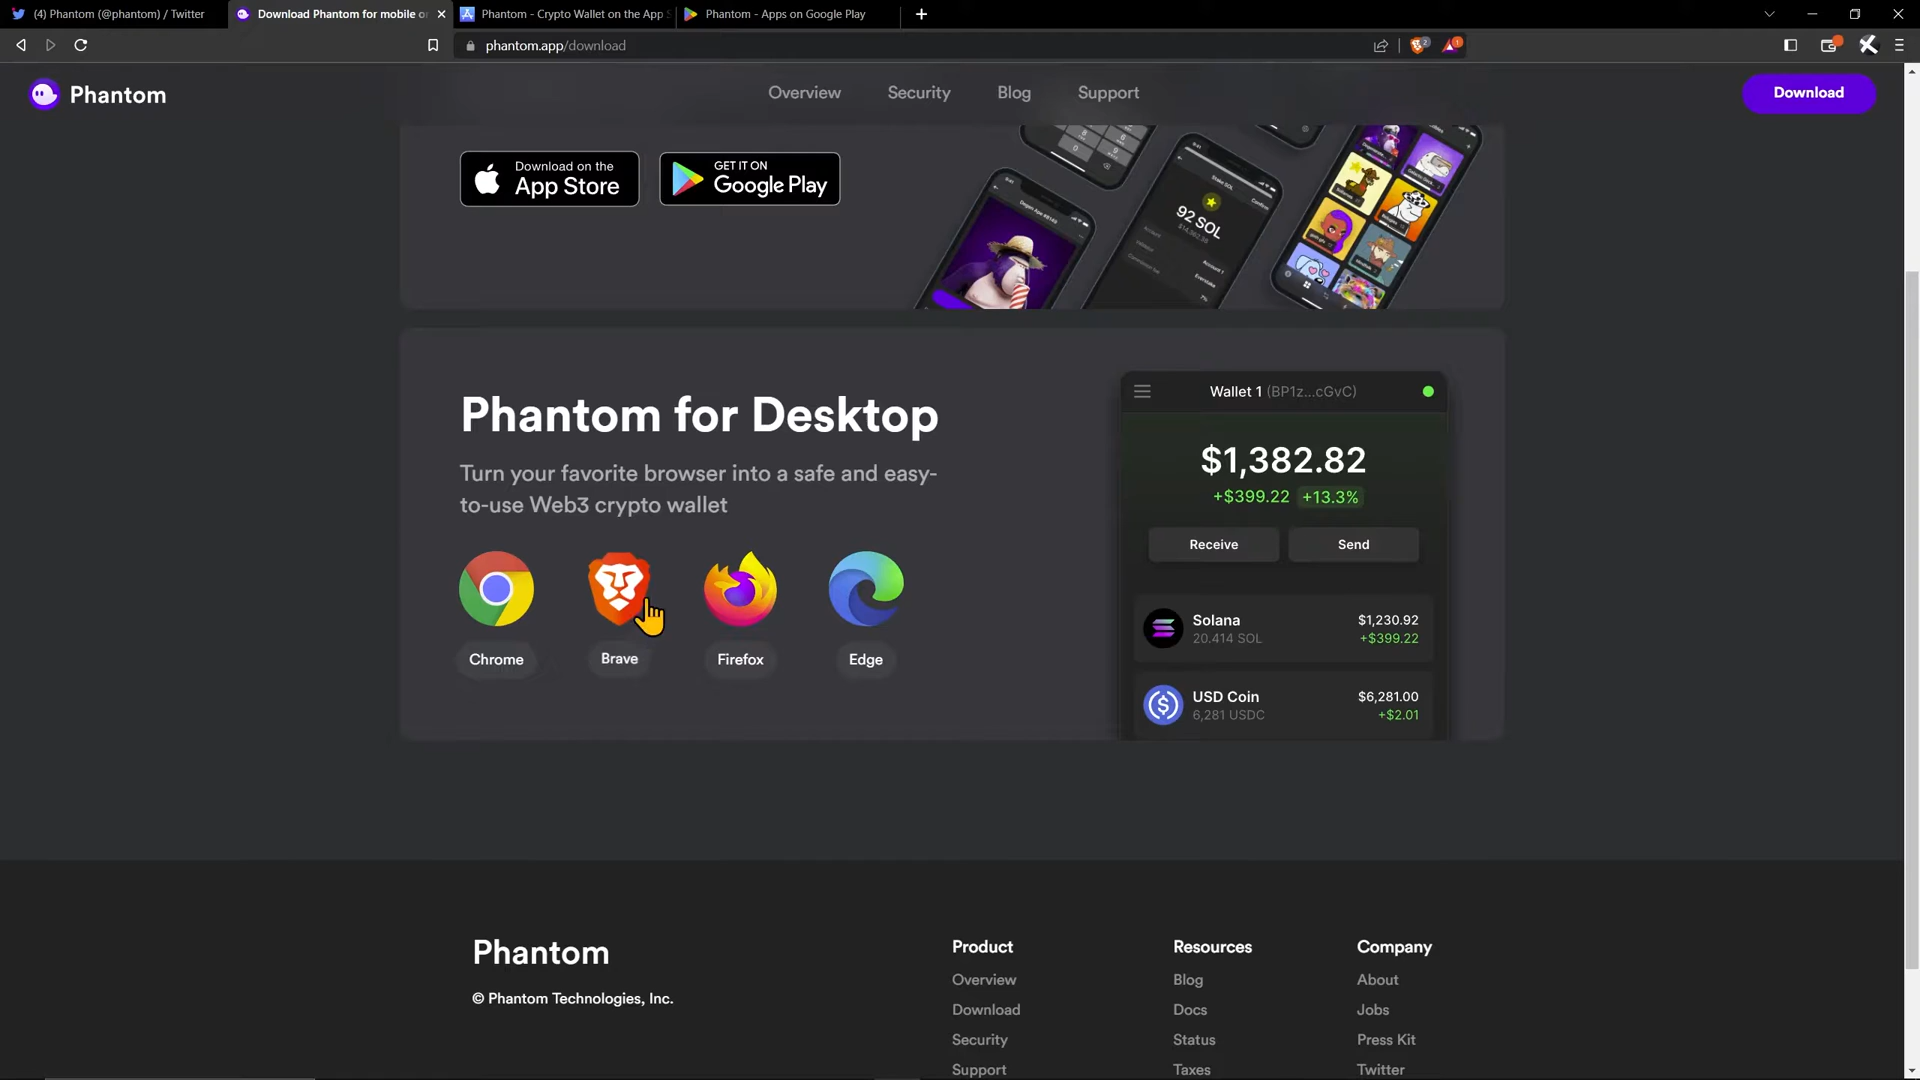 (4) Phantom (@phantom) / Twitter
Download Phantom for mobile or
Phantom - Crypto Wallet on the App S
Phantom - Apps on Google Play
phantom.app/download
2
1
Phantom
Overview
Security
Blog
Support
Download
Download on the
App Store
GET IT ON
Google Play
Stake SOL
92 SOL
Phantom for Desktop
Turn your favorite browser into a safe and easy-
to-use Web3 crypto wallet
Chrome
Brave
Firefox
Edge
Wallet 1 (BP1z...cGvC)
$1,382.82
+$399.22 +13.3%
Receive
Send
Solana
$1,230.92
20.414 SOL
+$399.22
USD Coin
$6,281.00
6,281 USDC
+$2.01
Phantom
© Phantom Technologies, Inc.
Product
Overview
Download
Security
Support
Resources
Blog
Docs
Status
Taxes
Company
About
Jobs
Press Kit
Twitter